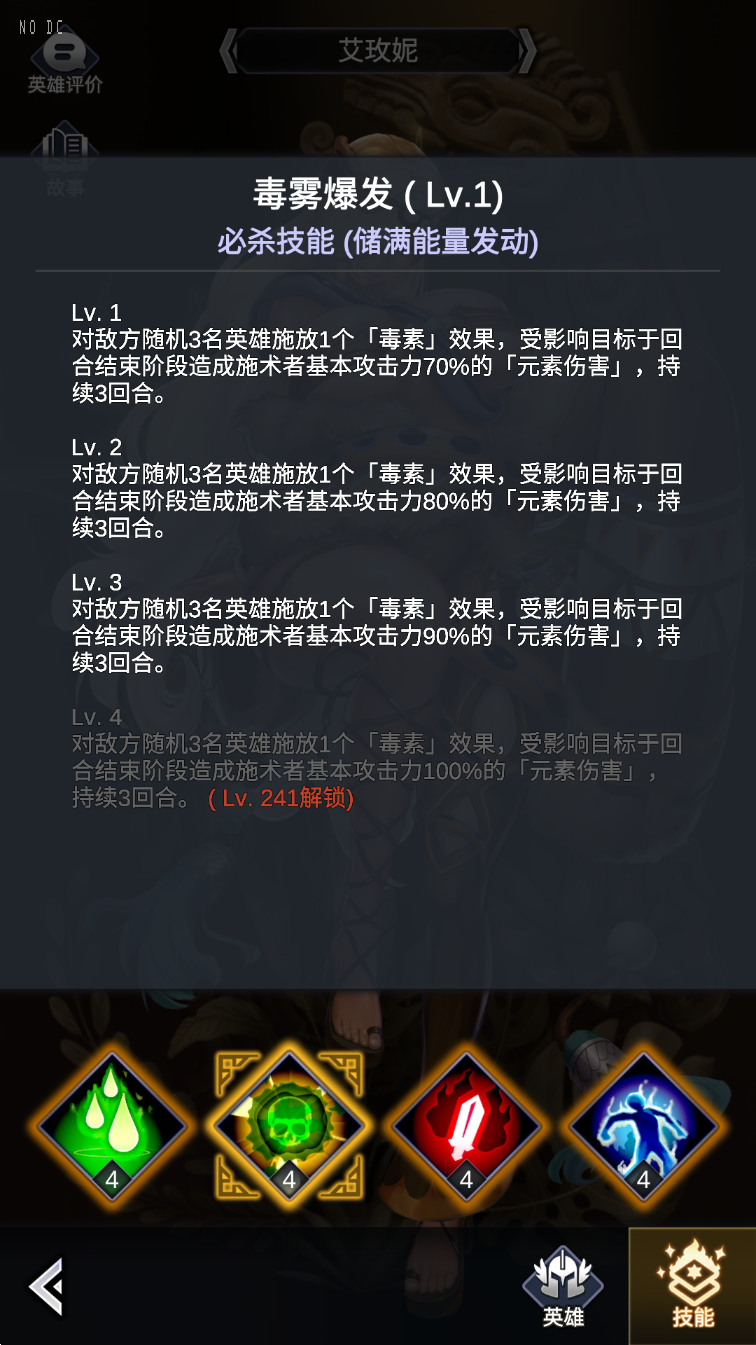 NO DC
英雄评价
艾玫妮
故事
毒雾爆发 ( Lv.1)
必杀技能 (储满能量发动)
Lv. 1
对敌方随机3名英雄施放1个「毒素」效果，受影响目标于回
合结束阶段造成施术者基本攻击力70%的「元素伤害」，持
续3回合。
Lv. 2
对敌方随机3名英雄施放1个「毒素」效果，受影响目标于回
合结束阶段造成施术者基本攻击力80%的「元素伤害」，持
续3回合。
Lv. 3
对敌方随机3名英雄施放1个「毒素」效果，受影响目标于回
合结束阶段造成施术者基本攻击力90%的「元素伤害」，持
续3回合。
Lv. 4
对敌方随机3名英雄施放1个「毒素」效果，受影响目标于回
合结束阶段造成施术者基本攻击力100%的「元素伤害」，
持续3回合。 ( Lv. 241解锁)
4 4 4 4
英雄 技能